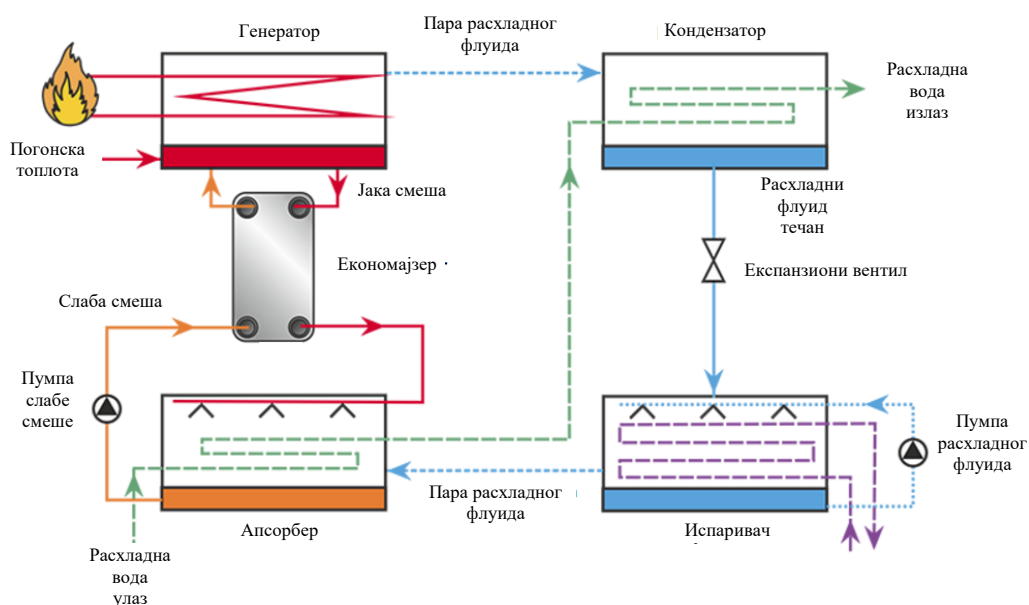 Генератор
Пара расхладног
флуида
Кондензатор
Расхладна
вода
излаз
Погонска
топлота
Јака смеша
Расхладни
флуид
течан
Економајзер
Експанзиони вентил
Слаба смеша
Пумпа
слабе
смеше
Пумпа
расхладног
флуида
Пара расхладног
флуида
Апсорбер
Испаривач
Расхладна
вода
улаз